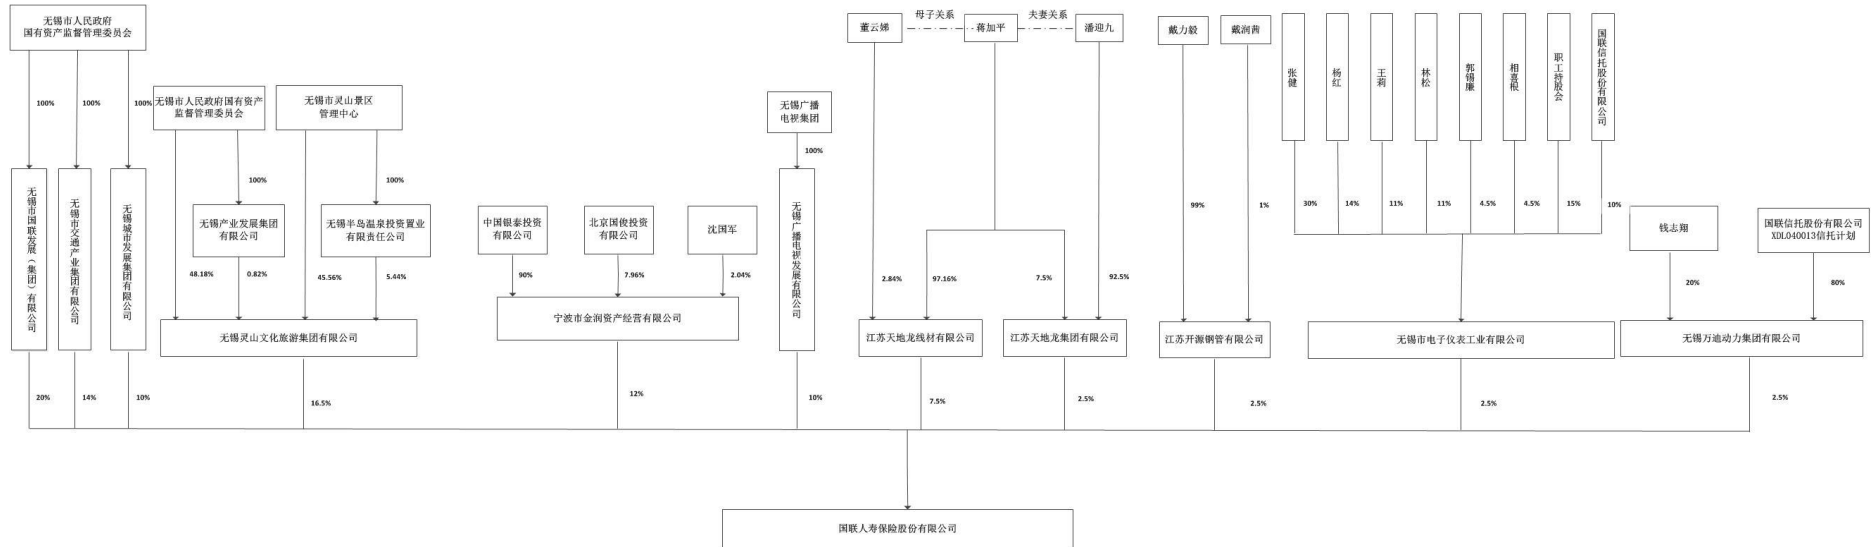 无锡市人民政府
国有资产监督管理委员会
董云娣
母子关系
蒋加平
夫妻关系
潘迎九
戴力毅
戴润茜
张健
杨红
王莉
林松
郭锡廉
相喜根
职工持股会
国联信托股份有限公司
100%
100%
100%
无锡市人民政府国有资产
监督管理委员会
无锡市灵山景区
管理中心
无锡广播
电视集团
100%
100%
100%
无锡市国联发展（集团）有限公司
无锡市交通产业集团有限公司
无锡城市发展集团有限公司
无锡产业发展集团
有限公司
无锡半岛温泉投资置业
有限责任公司
中国银泰投资
有限公司
北京国俊投资
有限公司
沈国军
无锡广播电视发展有限公司
99%
1%
30%
14%
11%
11%
4.5%
4.5%
15%
10%
钱志翔
国联信托股份有限公司
XDL040013信托计划
48.18%
0.82%
45.56%
5.44%
90%
7.96%
2.04%
2.84%
97.16%
7.5%
92.5%
20%
80%
无锡灵山文化旅游集团有限公司
宁波市金润资产经营有限公司
江苏天地龙线材有限公司
江苏天地龙集团有限公司
江苏开源钢管有限公司
无锡市电子仪表工业有限公司
无锡万迪动力集团有限公司
20%
14%
10%
16.5%
12%
10%
7.5%
2.5%
2.5%
2.5%
2.5%
国联人寿保险股份有限公司